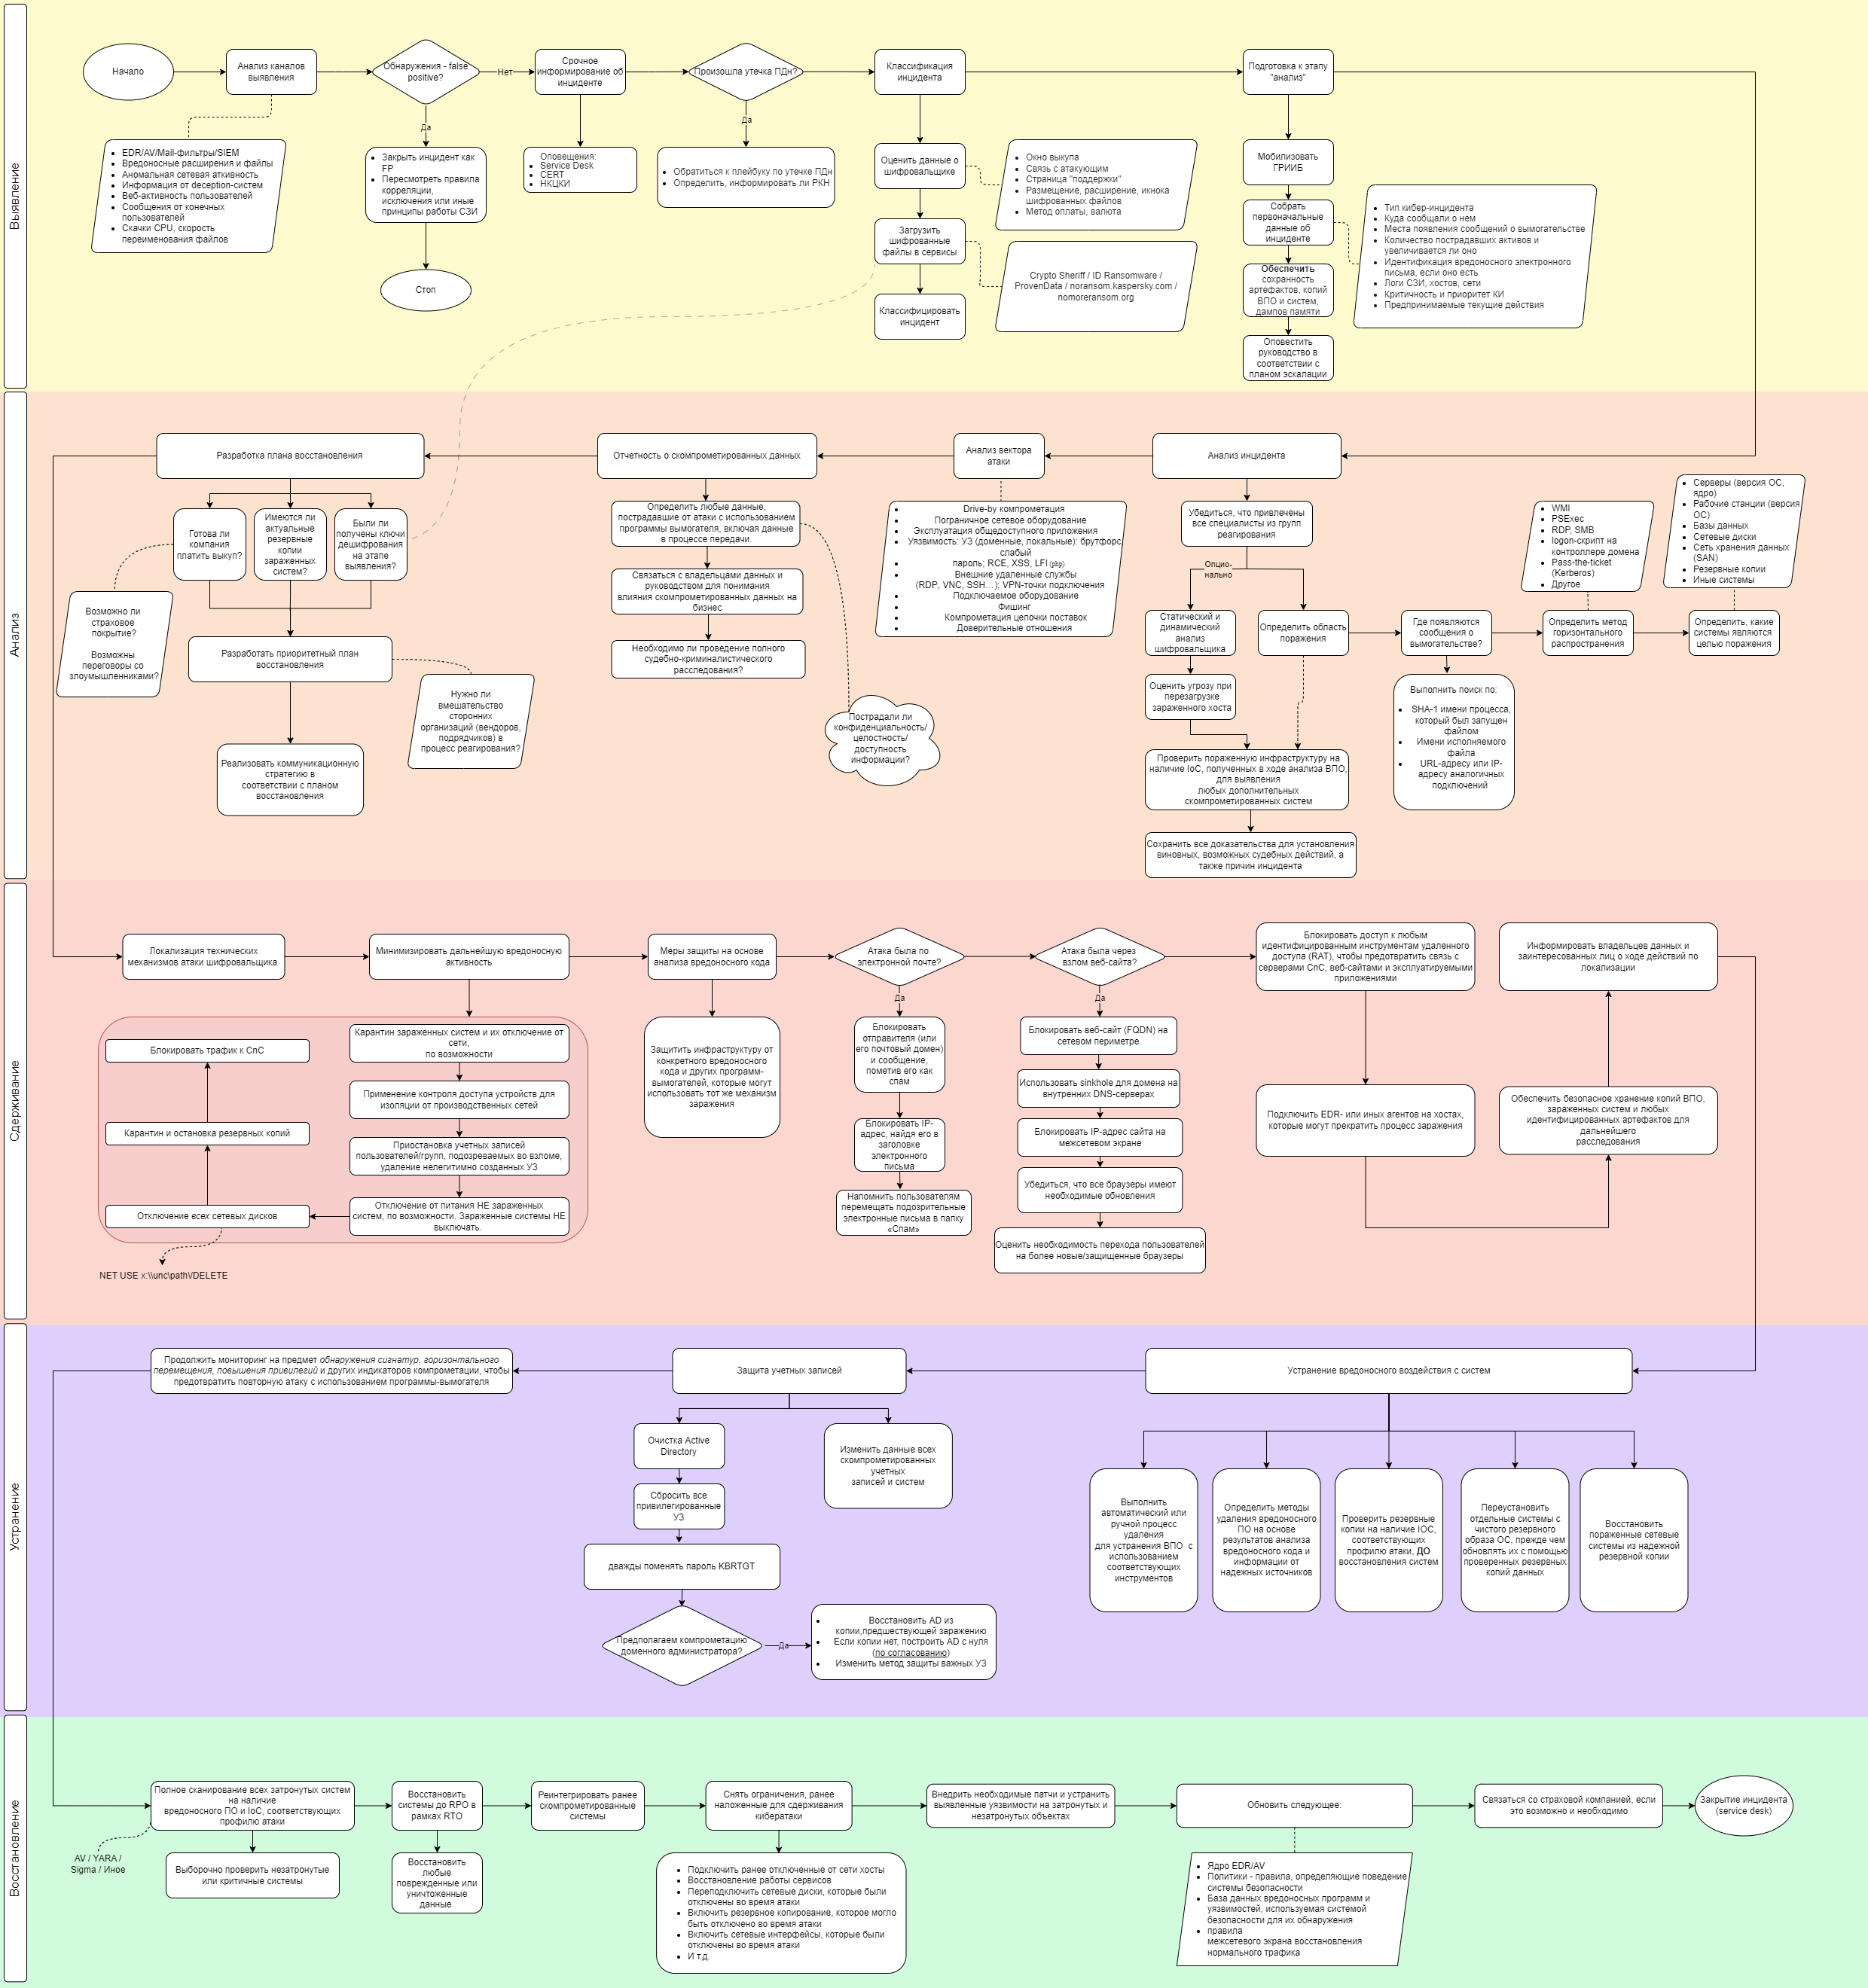 Выявление
Начало
Анализ каналов
выявления
Обнаружения - false
positive?
Нет
Срочное
информирование об
инциденте
Произошла утечка ПДн?
Классификация
инцидента
Подготовка к этапу
"анализ"
Да
Да
EDR/AV/Mail-фильтры/SIEM
Вредоносные расширения и файлы
Аномальная сетевая аткивность
Информация от deception-систем
Веб-активность пользователей
Сообщения от конечных
пользователей
Скачки CPU, скорость
переименования файлов
Закрыть инцидент как
FP
Пересмотреть правила
корреляции,
исключения или иные
принципы работы СЗИ
Стоп
Оповещения:
Service Desk
CERT
НКЦКИ
Обратиться к плейбуку по утечке ПДн
Определить, информировать ли РКН
Оценить данные о
шифровальщике
Окно выкупа
Связь с атакующим
Страница "поддержки"
Размещение, расширение, икнока
шифрованных файлов
Метод оплаты, валюта
Загрузить
шифрованные
файлы в сервисы
Crypto Sheriff / ID Ransomware /
ProvenData / noransom.kaspersky.com /
nomoreransom.org
Классифицировать
инцидент
Мобилизовать
ГРИИБ
Собрать
первоначальные
данные об
инциденте
Тип кибер-инцидента
Куда сообщали о нем
Места появления сообщений о вымогательстве
Количество пострадавших активов и
увеличивается ли оно
Идентификация вредоносного электронного
письма, если оно есть
Логи СЗИ, хостов, сети
Критичность и приоритет КИ
Предпринимаемые текущие действия
Обеспечить
сохранность
артефактов, копий
ВПО и систем,
дампов памяти
Оповестить
руководство в
соответствии с
планом эскалации
Анализ
Разработка плана восстановления
Отчетность о скомпрометированных данных
Анализ вектора
атаки
Анализ инцидента
Готова ли
компания
платить выкуп?
Имеются ли
актуальные
резервные
копии
зараженных
систем?
Были ли
получены ключи
дешифрования
на этапе
выявления?
Возможно ли
страховое
покрытие?
Возможны
переговоры со
злоумышленниками?
Разработать приоритетный план
восстановления
Нужно ли
вмешательство
сторонних
организаций (вендоров,
подрядчиков) в
процесс реагирования?
Реализовать коммуникационную
стратегию в
соответствии с планом
восстановления
Определить любые данные,
пострадавшие от атаки с использованием
программы вымогателя, включая данные
в процессе передачи.
Связаться с владельцами данных и
руководством для понимания
влияния скомпрометированных данных на
бизнес
Необходимо ли проведение полного
судебно-криминалистического
расследования?
Пострадали ли
конфиденциальность/
целостность/
доступность
информации?
Drive-by компрометация
Пограничное сетевое оборудование
Эксплуатация общедоступного приложения
Уязвимость: УЗ (доменные, локальные): брутфорс,
слабый
пароль; RCE, XSS, LFI (php)
Внешние удаленные службы
(RDP, VNC, SSH…); VPN-точки подключения
Подключаемое оборудование
Фишинг
Компрометация цепочки поставок
Доверительные отношения
Убедиться, что привлечены
все специалисты из групп
реагирования
Опцио-
нально
Статический и
динамический
анализ
шифровальщика
Определить область
поражения
Где появляются
сообщения о
вымогательстве?
Определить метод
горизонтального
распространения
Определить, какие
системы являются
целью поражения
WMI
PSExec
RDP, SMB
logon-скрипт на
контроллере домена
Pass-the-ticket
(Kerberos)
Другое
Серверы (версия ОС,
ядро)
Рабочие станции (версия
ОС)
Базы данных
Сетевые диски
Сеть хранения данных
(SAN)
Резервные копии
Иные системы
Оценить угрозу при
перезагрузке
зараженного хоста
Выполнить поиск по:
SHA-1 имени процесса,
который был запущен
файлом
Имени исполняемого
файла
URL-адресу или IP-
адресу аналогичных
подключений
Проверить пораженную инфраструктуру на
наличие IoC, полученных в ходе анализа ВПО,
для выявления
любых дополнительных
скомпрометированных систем
Сохранить все доказательства для установления
виновных, возможных судебных действий, а
также причин инцидента
Сдерживание
Локализация технических
механизмов атаки шифровальщика
Минимизировать дальнейшую вредоносную
активность
Меры защиты на основе
анализа вредоносного кода
Атака была по
электронной почте?
Атака была через
взлом веб-сайта?
Блокировать доступ к любым
идентифицированным инструментам удаленного
доступа (RAT), чтобы предотвратить связь с
серверами CnC, веб-сайтами и эксплуатируемыми
приложениями
Информировать владельцев данных и
заинтересованных лиц о ходе действий по
локализации
Да
Да
Блокировать трафик к CnC
Карантин и остановка резервных копий
Отключение всех сетевых дисков
NET USE x:\\unc\path\/DELETE
Карантин зараженных систем и их отключение от
сети,
по возможности
Применение контроля доступа устройств для
изоляции от производственных сетей
Приостановка учетных записей
пользователей/групп, подозреваемых во взломе,
удаление нелегитимно созданных УЗ
Отключение от питания НЕ зараженных
систем, по возможности. Зараженные системы НЕ
выключать.
Защитить инфраструктуру от
конкретного вредоносного
кода и других программ-
вымогателей, которые могут
использовать тот же механизм
заражения
Блокировать
отправителя (или
его почтовый домен)
и сообщение,
пометив его как
спам
Блокировать IP-
адрес, найдя его в
заголовке
электронного
письма
Напомнить пользователям
перемещать подозрительные
электронные письма в папку
«Спам»
Блокировать веб-сайт (FQDN) на
сетевом периметре
Использовать sinkhole для домена на
внутренних DNS-серверах
Блокировать IP-адрес сайта на
межсетевом экране
Убедиться, что все браузеры имеют
необходимые обновления
Оценить необходимость перехода пользователей
на более новые/защищенные браузеры
Подключить EDR- или иных агентов на хостах,
которые могут прекратить процесс заражения
Обеспечить безопасное хранение копий ВПО,
зараженных систем и любых
идентифицированных артефактов для
дальнейшего
расследования
Устранение
Продолжить мониторинг на предмет обнаружения сигнатур, горизонтального
перемещения, повышения привилегий и других индикаторов компрометации, чтобы
предотвратить повторную атаку с использованием программы-вымогателя
Защита учетных записей
Устранение вредоносного воздействия с систем
Очистка Active
Directory
Изменить данные всех
скомпрометированных
учетных
записей и систем
Сбросить все
привилегированные
УЗ
дважды поменять пароль KBRTGT
Предполагаем компрометацию
доменного администратора?
Да
Восстановить AD из
копии,предшествующей заражению
Если копии нет, построить AD с нуля
(по согласованию)
Изменить метод защиты важных УЗ
Выполнить
автоматический или
ручной процесс
удаления
для устранения ВПО с
использованием
соответствующих
инструментов
Определить методы
удаления вредоносного
ПО на основе
результатов анализа
вредоносного кода и
информации от
надежных источников
Проверить резервные
копии на наличие IOC,
соответствующих
профилю атаки, ДО
восстановления систем
Переустановить
отдельные системы с
чистого резервного
образа ОС, прежде чем
обновлять их с помощью
проверенных резервных
копий данных
Восстановить
пораженные сетевые
системы из надежной
резервной копии
Восстановление
Полное сканирование всех затронутых систем
на наличие
вредоносного ПО и IoC, соответствующих
профилю атаки
Восстановить
системы до RPO в
рамках RTO
Реинтегрировать ранее
скомпрометированные
системы
Снять ограничения, ранее
наложенные для сдерживания
кибератаки
Внедрить необходимые патчи и устранить
выявленные уязвимости на затронутых и
незатронутых объектах
Обновить следующее:
Связаться со страховой компанией, если
это возможно и необходимо
Закрытие инцидента
(service desk)
AV / YARA /
Sigma / Иное
Выборочно проверить незатронутые
или критичные системы
Восстановить
любые
поврежденные или
уничтоженные
данные
Подключить ранее отключенные от сети хосты
Восстановление работы сервисов
Переподключить сетевые диски, которые были
отключены во время атаки
Включить резервное копирование, которое могло
быть отключено во время атаки
Включить сетевые интерфейсы, которые были
отключены во время атаки
И т.д.
Ядро EDR/AV
Политики - правила, определяющие поведение
системы безопасности
База данных вредоносных программ и
уязвимостей, используемая системой
безопасности для их обнаружения
правила
межсетевого экрана восстановления
нормального трафика